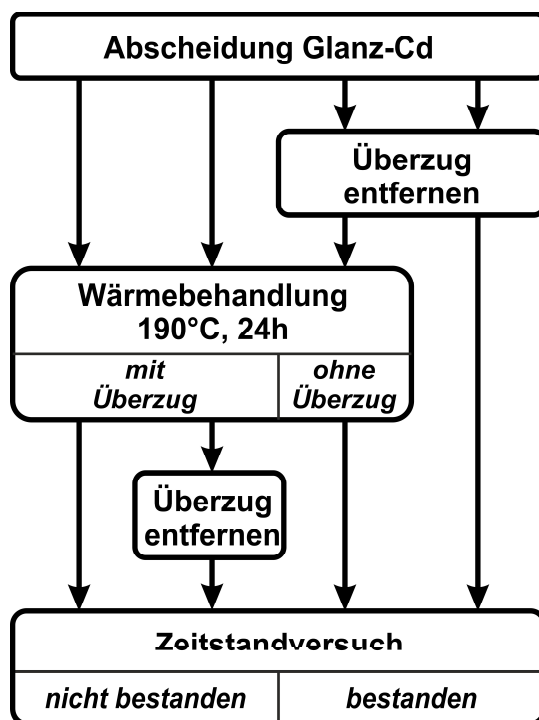 Abscheidung Glanz-Cd
Überzug
entfernen
Wärmebehandlung
190°C, 24h
mit
Überzug
ohne
Überzug
Überzug
entfernen
Zeitstandversuch
nicht bestanden
bestanden